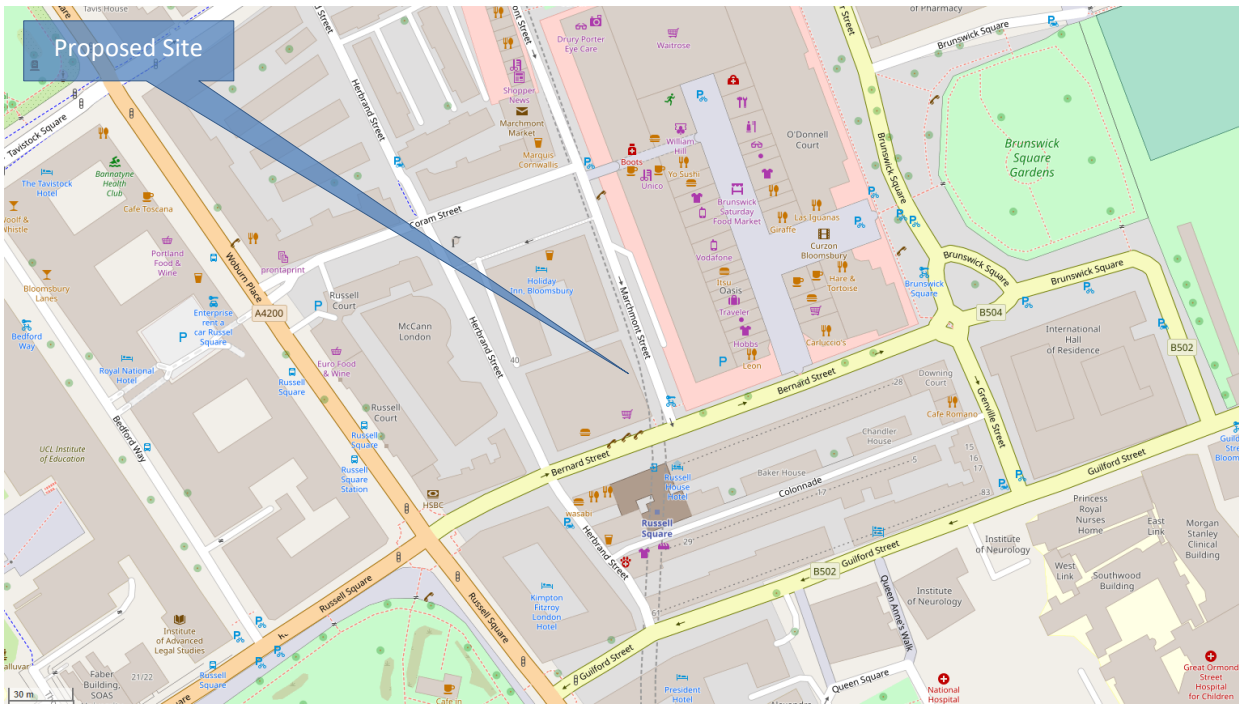 Tavis House
Proposed Site
Herbrand Street
Marchmont Street
Drury Porter
Eye Care
Waitrose
of Pharmacy
Brunswick Square
Shopper
News
Marchmont
Market
Marquis
Cornwallis
Herbrand Street
Tavistock Square
The Tavistock
Hotel
Bannatyne
Health
Club
Cafe Toscana
Coram Street
Boots
William
Hill
Yo Sushi
Unico
O'Donnell
Court
Brunswick
Saturday
Food Market
Las Iguanas
Giraffe
Curzon
Bloomsbury
Hare &
Tortoise
Vodafone
Itsu
Oasis
Traveler
Hobbs
Leon
Carluccio's
Brunswick Square
Brunswick
Square
Gardens
Brunswick Square
Brunswick Square
Brunswick
Square
B504
B502
International
Hall
of Residence
Woolf &
Whistle
Bloomsbury
Lanes
Portland
Food &
Wine
prontaprint
Woburn Place
A4200
Enterprise
rent a
car Russel
Square
Russell
Court
Holiday
Inn, Bloomsbury
Marchmont Street
Bedford
Way
Royal National
Hotel
Russell
Square
Euro Food
& Wine
McCann
London
Herbrand Street
40
Russell
Court
Bedford Way
UCL Institute
of Education
Russell
Square
Russell
Square
Station
HSBC
Bernard Street
Bernard Street
28
Downing
Court
Cafe Romano
Grenville Street
Chandler
House
Baker House
Colonnade
5
15
16
17
17
83
Guilford Street
Russell
House
Hotel
wasabi
Russell
Square
29
Herbrand Street
61
Kimpton
Fitzroy
London
Hotel
Russell Square
Russell Square
Institute
of Advanced
Legal Studies
Russell
Square
Faber
Building,
SOAS
21/22
Guilford Street
B502
Guilford Street
Queen Anne's Walk
Queen Square
Institute
of Neurology
Institute
of Neurology
Princess
Royal
Nurses
Home
East
Link
Morgan
Stanley
Clinical
Building
West
Link
Southwood
Building
Great Ormond
Street
Hospital
for Children
National
Hospital
President
Hotel
Cafe in
30 m